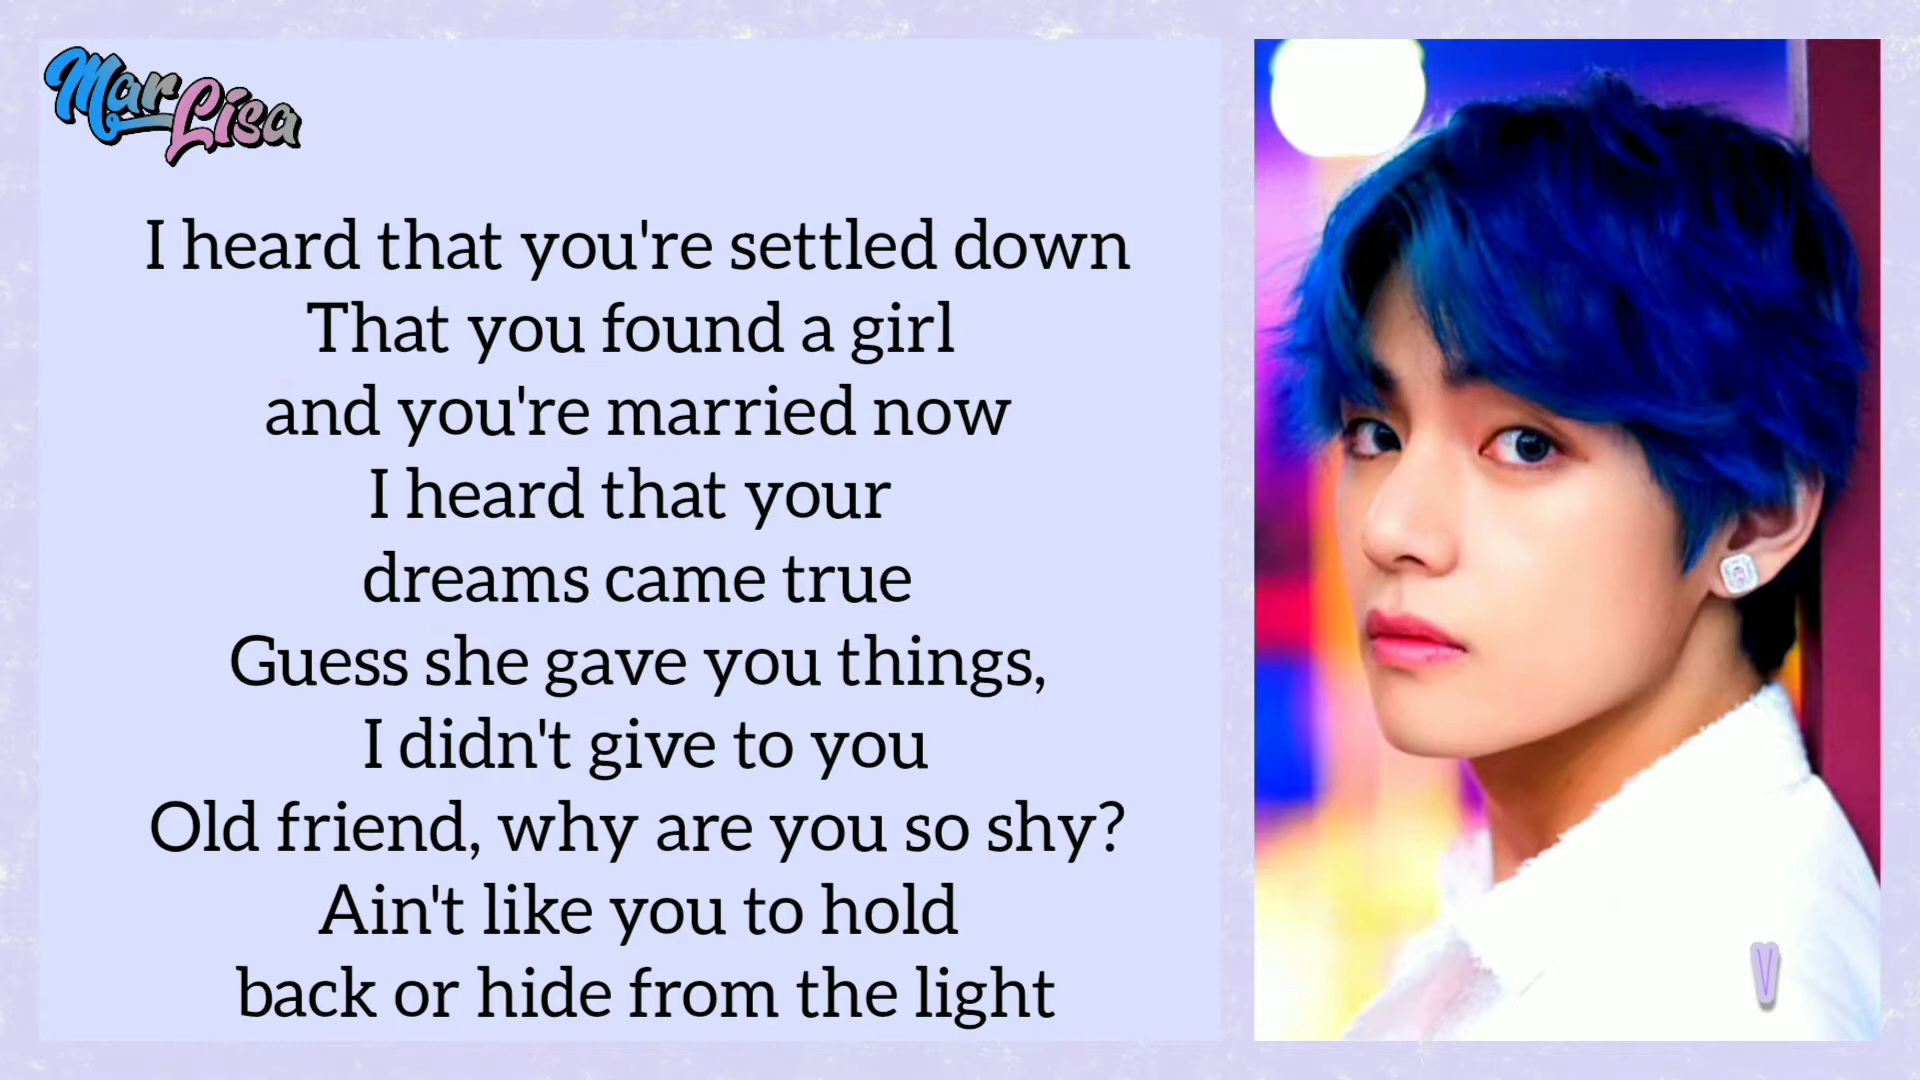 Mar Lisa
I heard that you're settled down
That you found a girl
and you're married now
I heard that your
dreams came true
Guess she gave you things,
I didn't give to you
Old friend, why are you so shy?
Ain't like you to hold
back or hide from the light
V